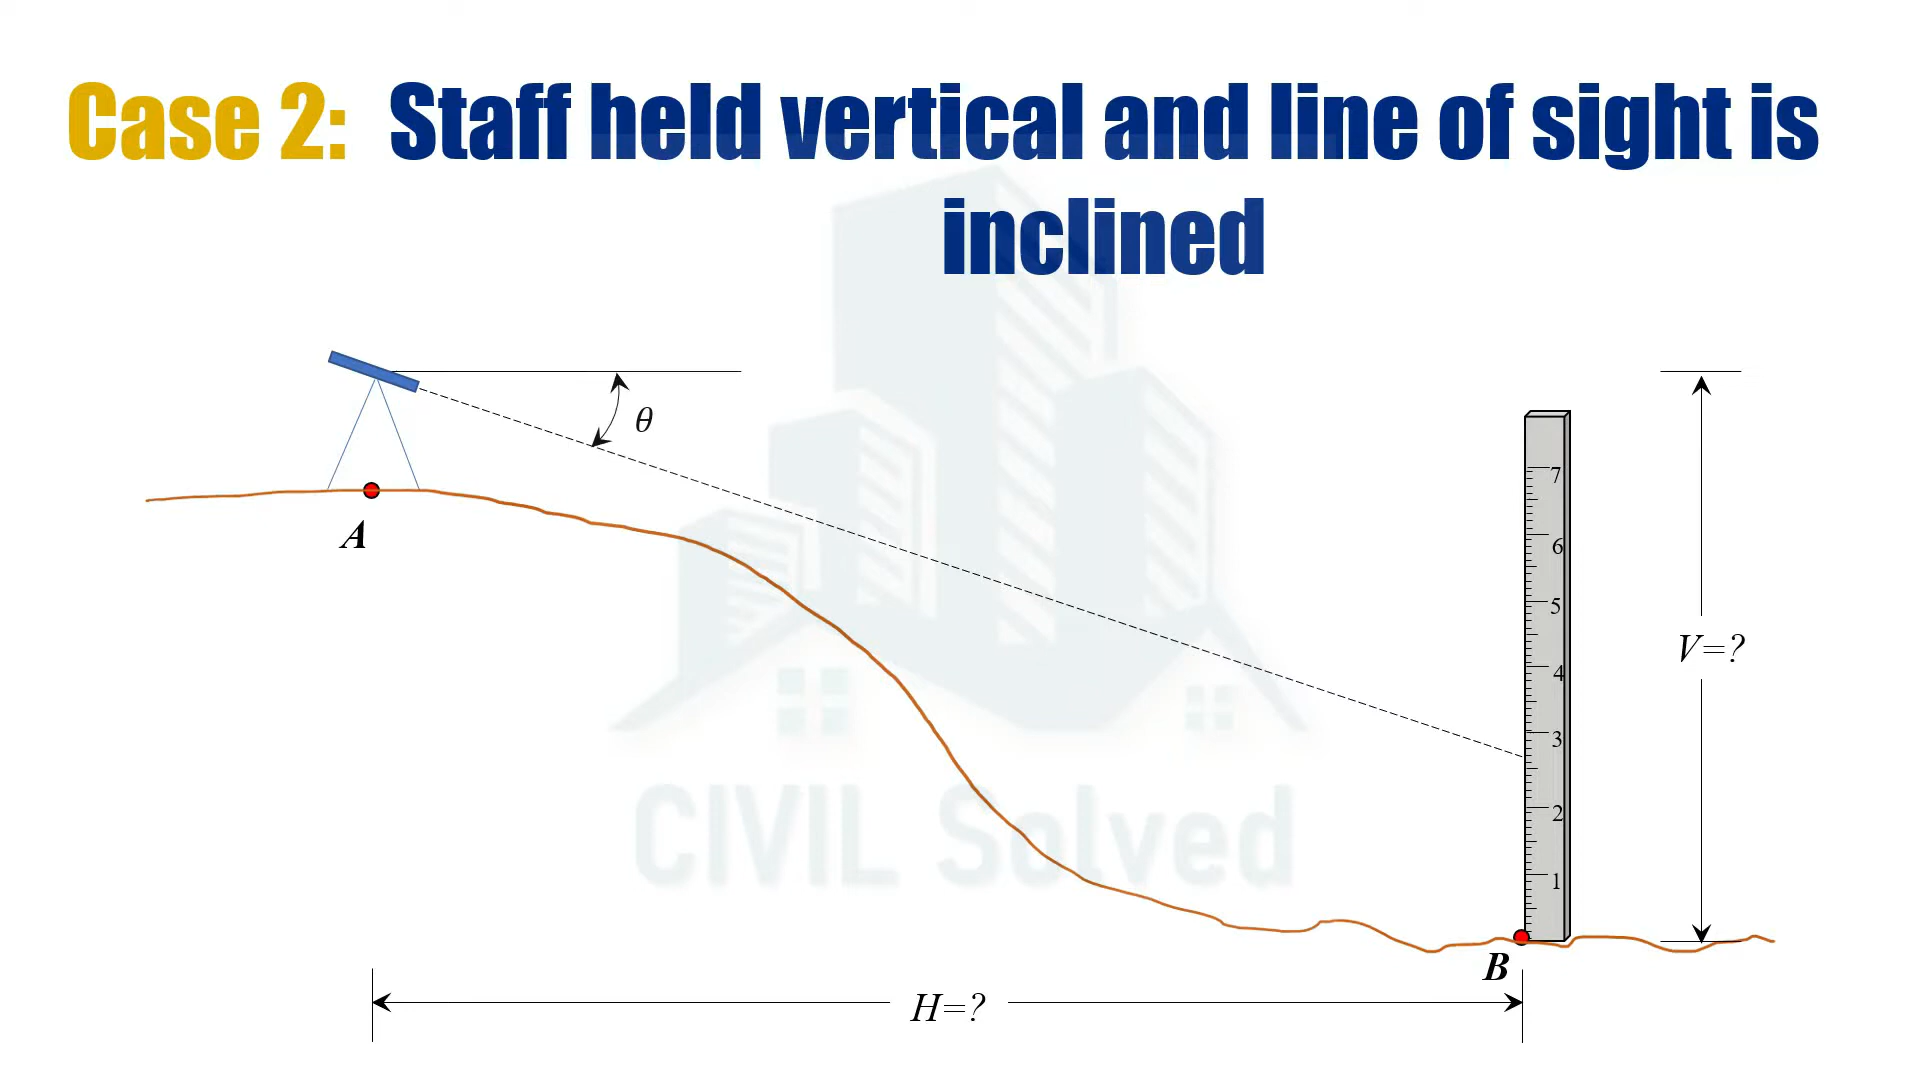 Case 2: Staff held vertical and line of sight is
inclined
θ
A
7
6
5
4
3
2
1
V=?
CIVIL Solved
B
H=?